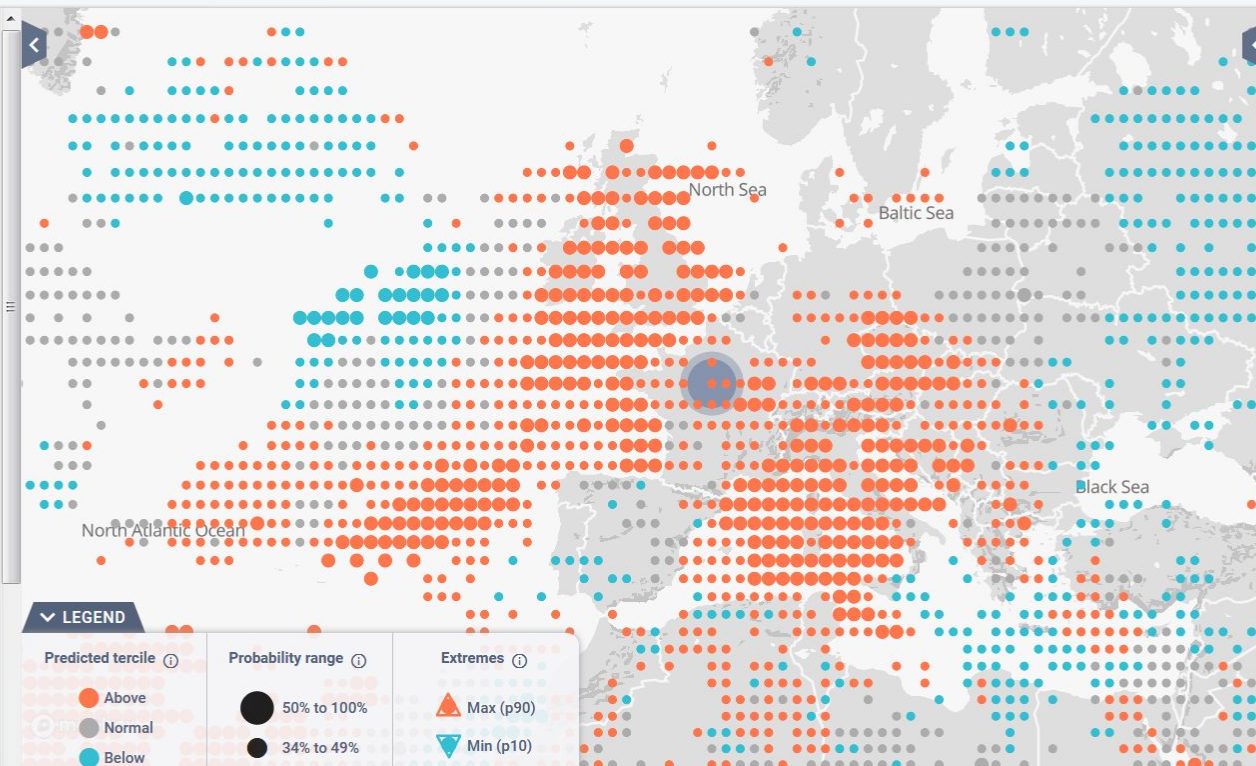 North Sea
Baltic Sea
Black Sea
North Atlantic Ocean
LEGEND
Predicted tercile
Probability range
Extremes
Above
50% to 100%
Max (p90)
Normal
34% to 49%
Min (p10)
Below